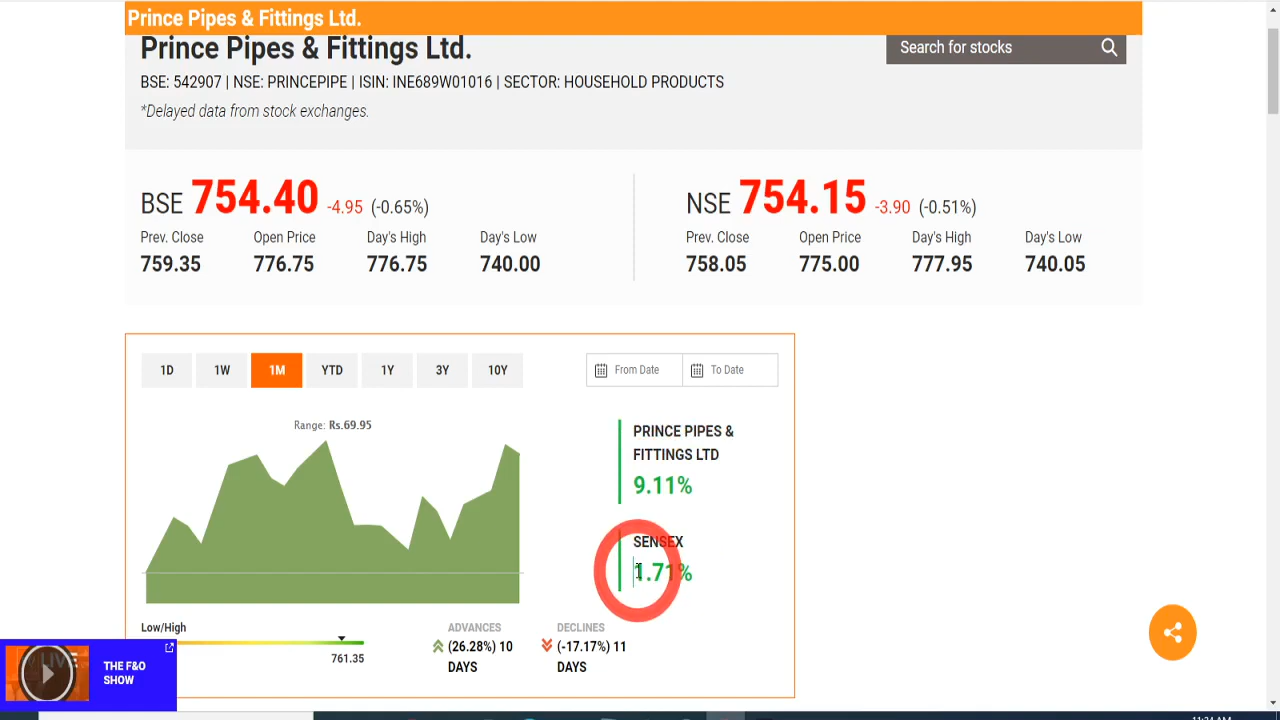 Prince Pipes & Fittings Ltd.
Prince Pipes & Fittings Ltd.
Search for stocks
BSE: 542907 | NSE: PRINCEPIPE | ISIN: INE689W01016 | SECTOR: HOUSEHOLD PRODUCTS
*Delayed data from stock exchanges.
BSE 754.40 -4.95 (-0.65%)
Prev. Close Open Price Day's High Day's Low
759.35 776.75 776.75 740.00
NSE 754.15 -3.90 (-0.51%)
Prev. Close Open Price Day's High Day's Low
758.05 775.00 777.95 740.05
1D 1W 1M YTD 1Y 3Y 10Y
From Date To Date
Range: Rs.69.95
PRINCE PIPES &
FITTINGS LTD
9.11%
SENSEX
1.71%
Low/High
761.35
ADVANCES
(26.28%) 10
DAYS
DECLINES
(-17.17%) 11
DAYS
THE F&O
SHOW